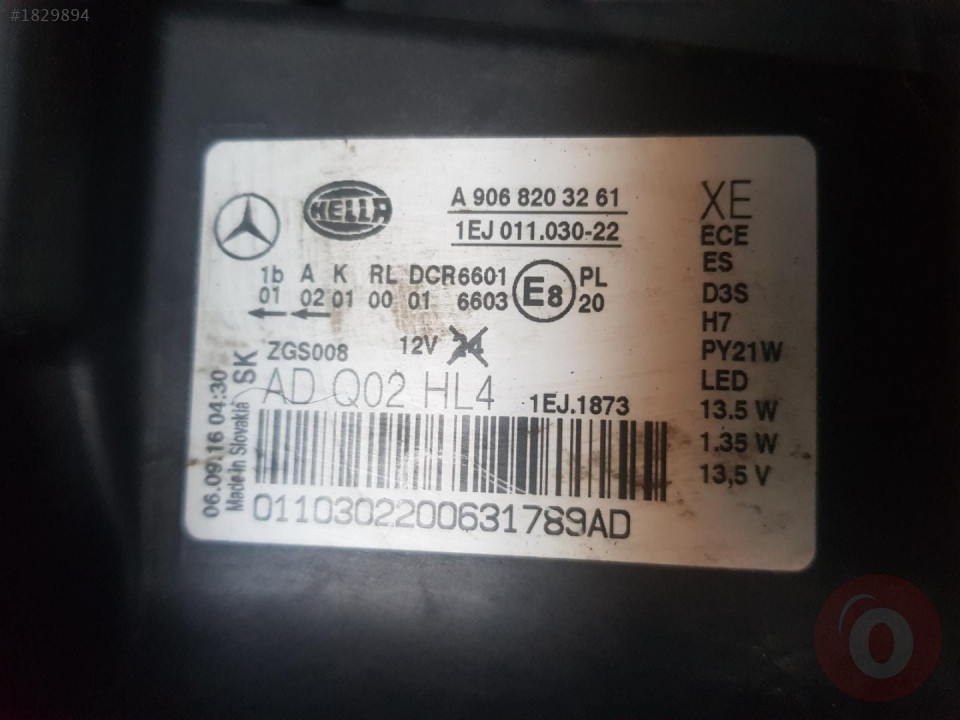 #1829894
HELLA
A 906 820 32 61
1EJ 011.030-22
XE
ECE
ES
D3S
H7
PY21W
LED
13.5 W
1.35 W
13,5 V
1b A K RL DCR6601
01 02 01 00 01 6603
E8
PL
20
ZGS008 12V 24
AD Q02 HL4 1EJ.1873
06.09.16 04:30
Made in Slovakia SK
0110302200631789AD
o